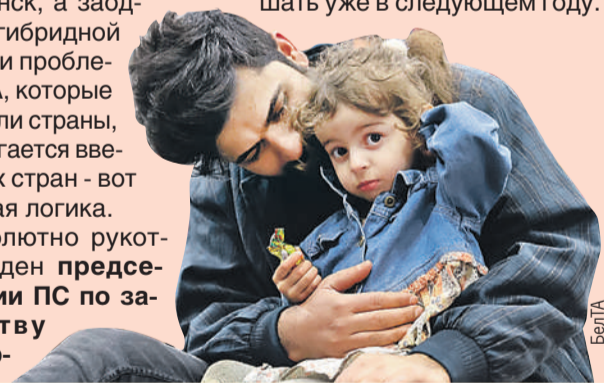 шать уже в следующем году.
нск, а заод-
гибридной
и пробле-
А, которые
ли страны,
гается вве-
х стран - вот
ая логика.
олютно рукот-
ден предсе-
ии ПС по за-
тву
БелТА